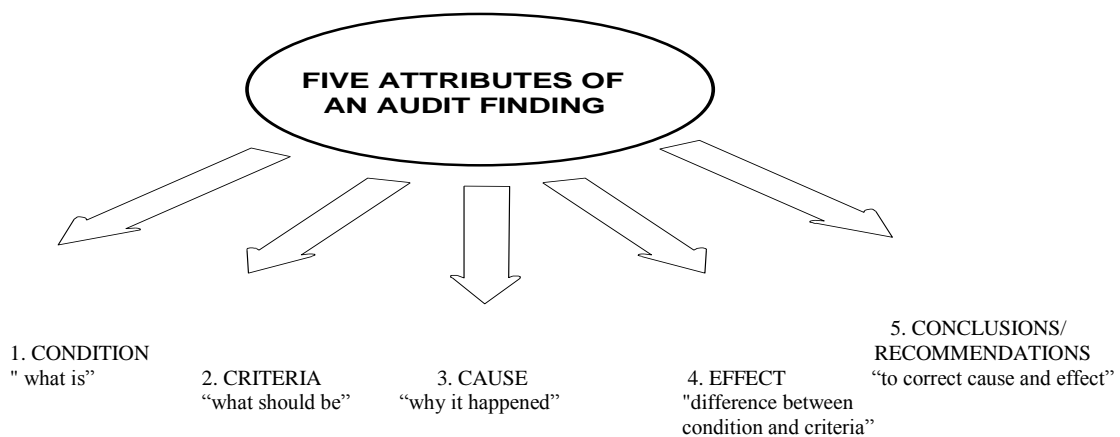 FIVE ATTRIBUTES OF
AN AUDIT FINDING
1. CONDITION
" what is”
2. CRITERIA
“what should be”
3. CAUSE
“why it happened”
4. EFFECT
"difference between
condition and criteria”
5. CONCLUSIONS/
RECOMMENDATIONS
“to correct cause and effect”